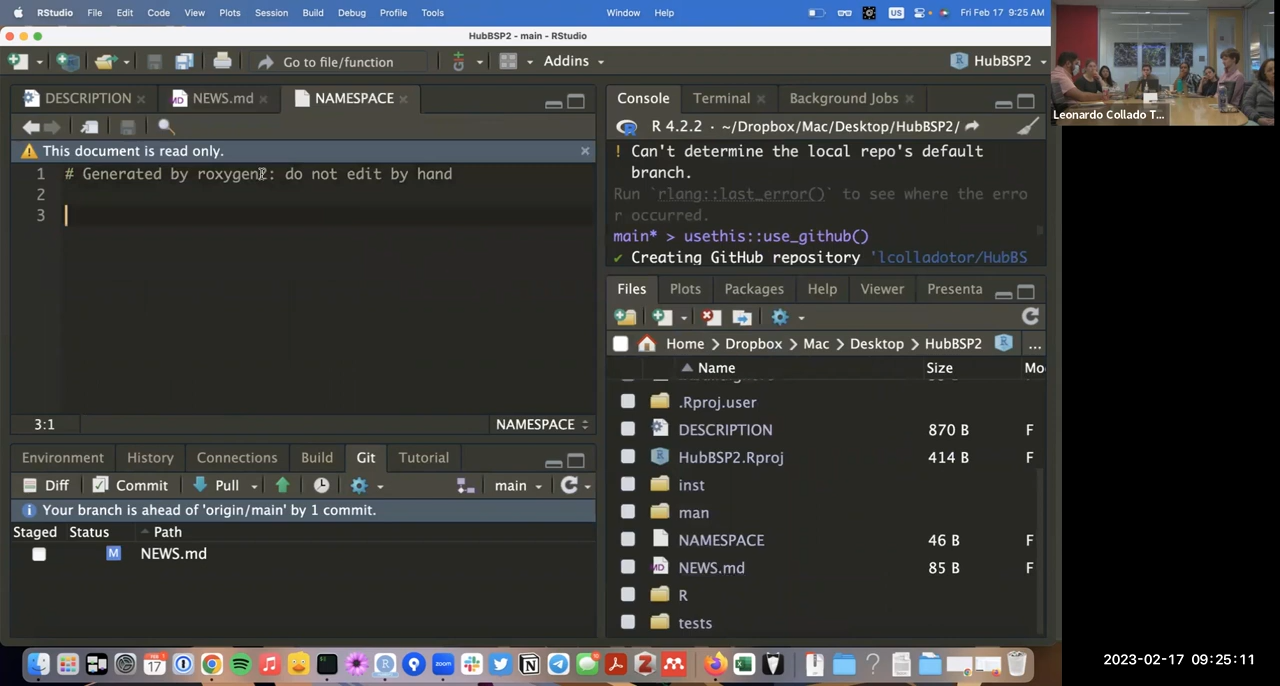 RStudio File Edit Code View Plots Session Build Debug Profile Tools Window Help US Fri Feb 17 9:25 AM
HubBSP2 - main - RStudio
Go to file/function Addins HubBSP2
DESCRIPTION NEWS.md NAMESPACE
This document is read only.
1 # Generated by roxygen2: do not edit by hand
2
3
3:1 NAMESPACE
Environment History Connections Build Git Tutorial
Diff Commit Pull main
Your branch is ahead of 'origin/main' by 1 commit.
Staged Status Path
M NEWS.md
Console Terminal Background Jobs
R 4.2.2 · ~/Dropbox/Mac/Desktop/HubBSP2/
! Can't determine the local repo's default
branch.
Run `rlang::last_error()` to see where the erro
r occurred.
main* > usethis::use_github()
✔ Creating GitHub repository 'lcolladotor/HubBS
Files Plots Packages Help Viewer Presenta
Home Dropbox Mac Desktop HubBSP2 ...
Name Size Mo
.Rproj.user
DESCRIPTION 870 B F
HubBSP2.Rproj 414 B F
inst
man
NAMESPACE 46 B F
NEWS.md 85 B F
R
tests
Leonardo Collado T...
2023-02-17 09:25:11